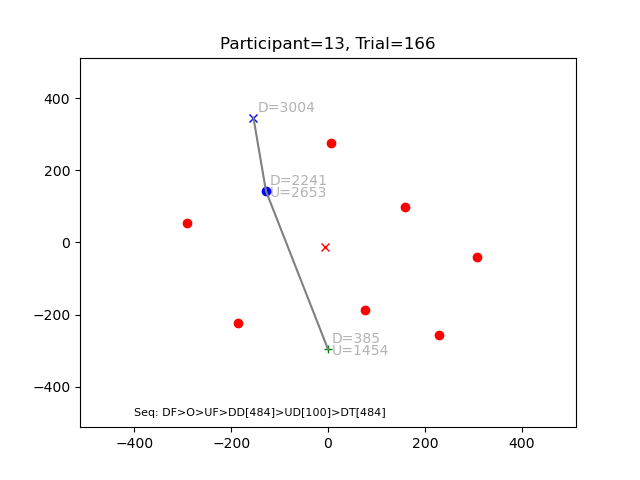 Participant=13, Trial=166
400
200
0
−200
−400
−400
−200
0
200
400
D=3004
D=2241
U=2653
D=385
U=1454
Seq: DF>O>UF>DD[484]>UD[100]>DT[484]